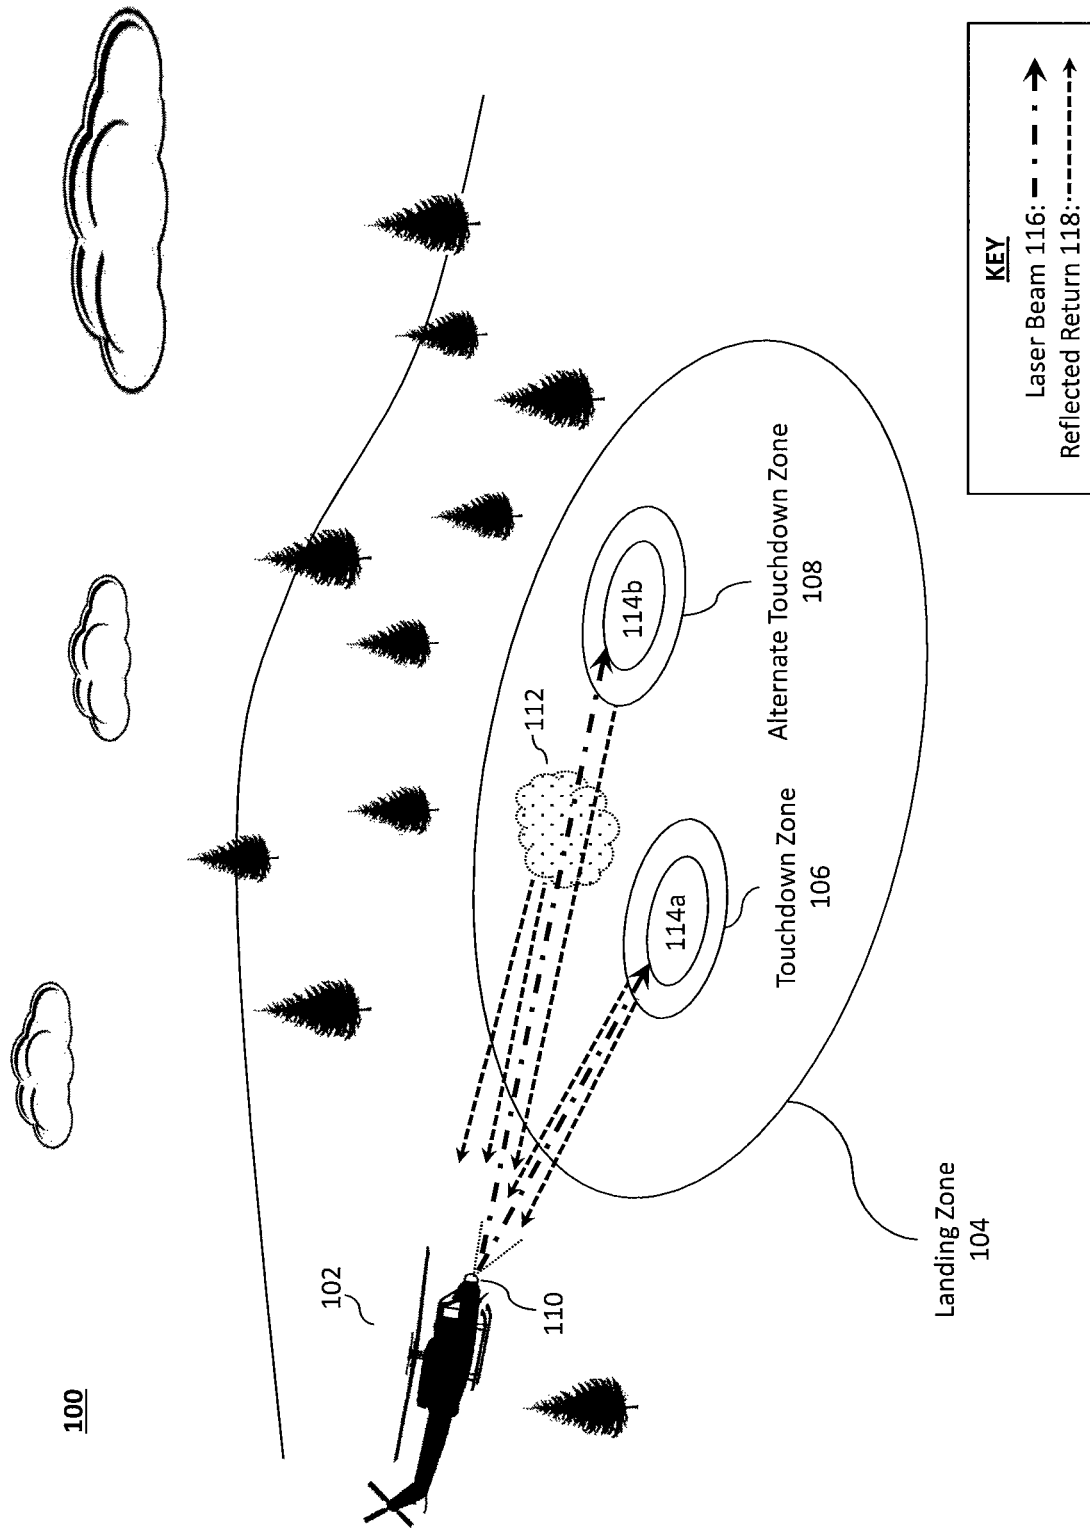 100
102
110
112
114a
114b
Touchdown Zone
106
Alternate Touchdown Zone
108
Landing Zone
104
KEY
Laser Beam 116:
Reflected Return 118: